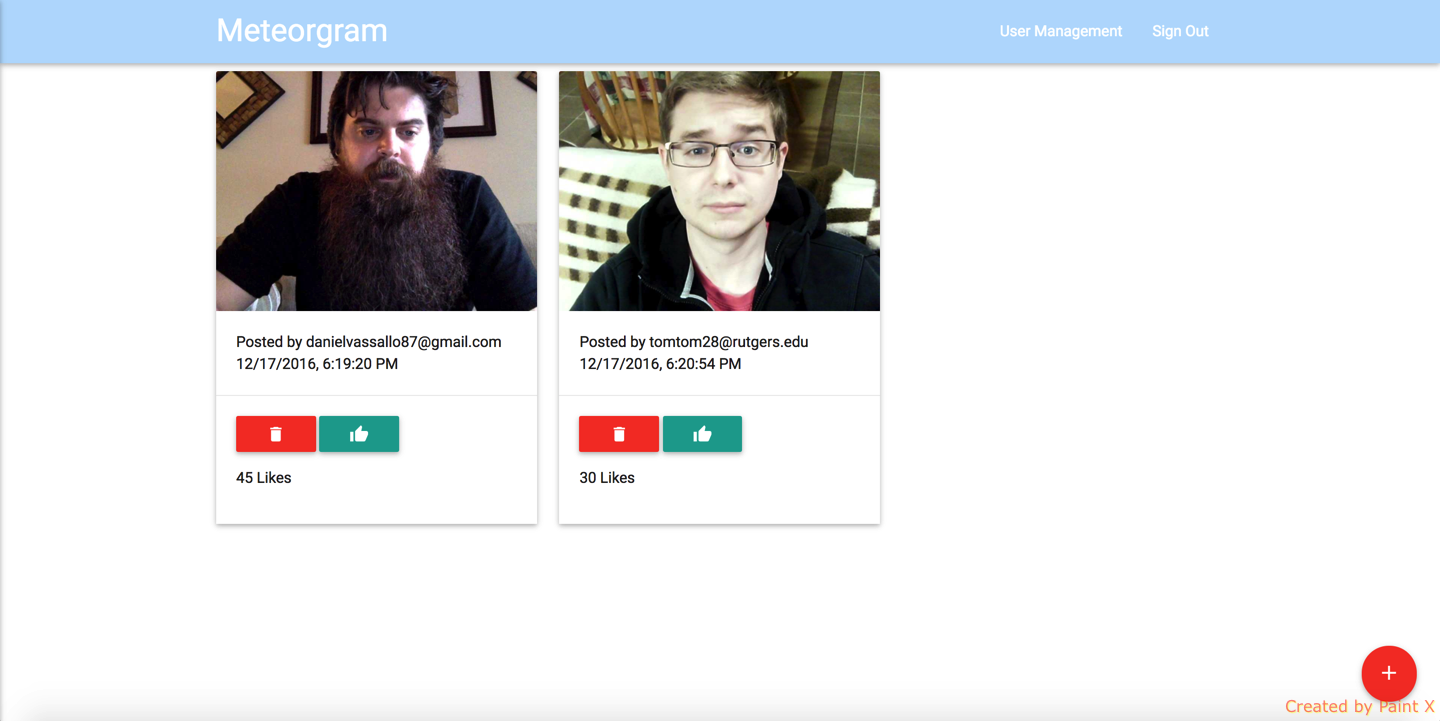 Meteorgram
User Management
Sign Out
Posted by danielvassallo87@gmail.com
12/17/2016, 6:19:20 PM
45 Likes
Posted by tomtom28@rutgers.edu
12/17/2016, 6:20:54 PM
30 Likes
+
Created by Paint X